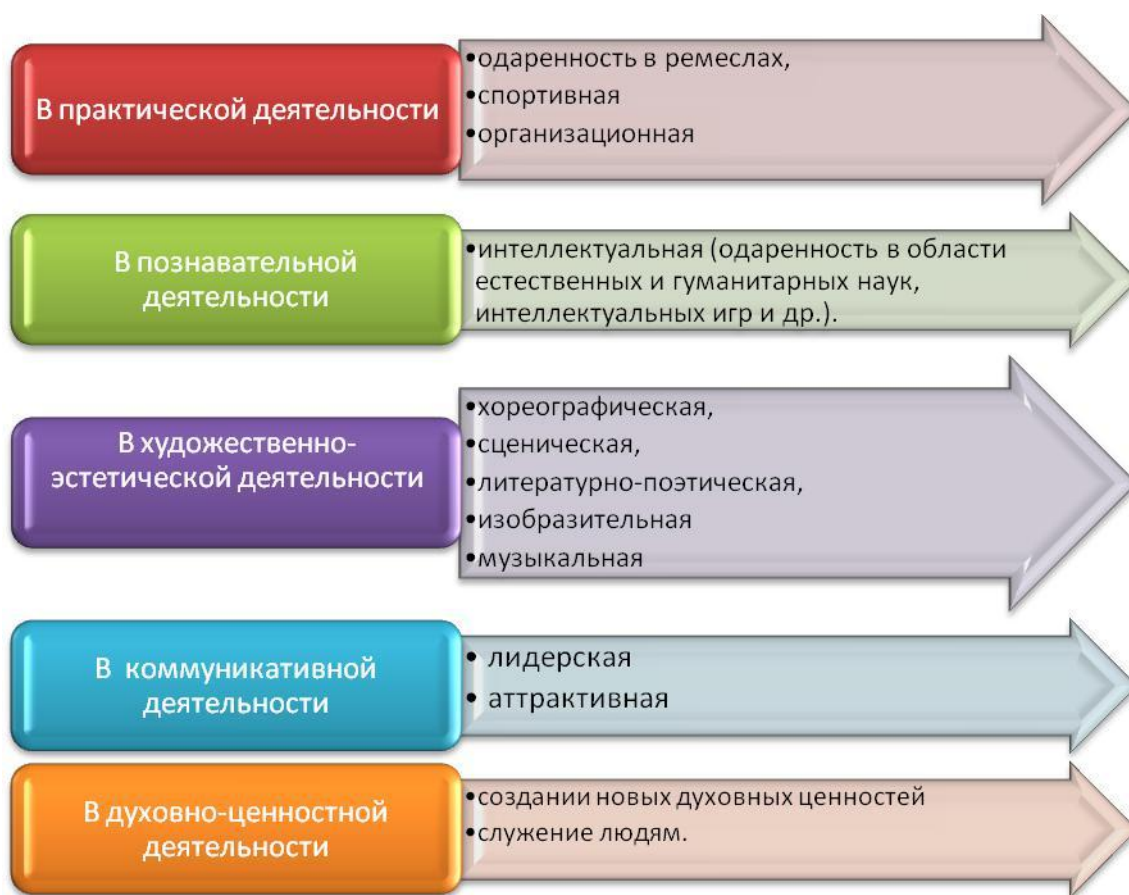 В практической деятельности
•одаренность в ремеслах,
•спортивная
•организационная
В познавательной
деятельности
•интеллектуальная (одаренность в области
естественных и гуманитарных наук,
интеллектуальных игр и др.).
В художественно-
эстетической деятельности
•хореографическая,
•сценическая,
•литературно-поэтическая,
•изобразительная
•музыкальная
В коммуникативной
деятельности
• лидерская
• аттрактивная
В духовно-ценностной
деятельности
•создании новых духовных ценностей
•служение людям.